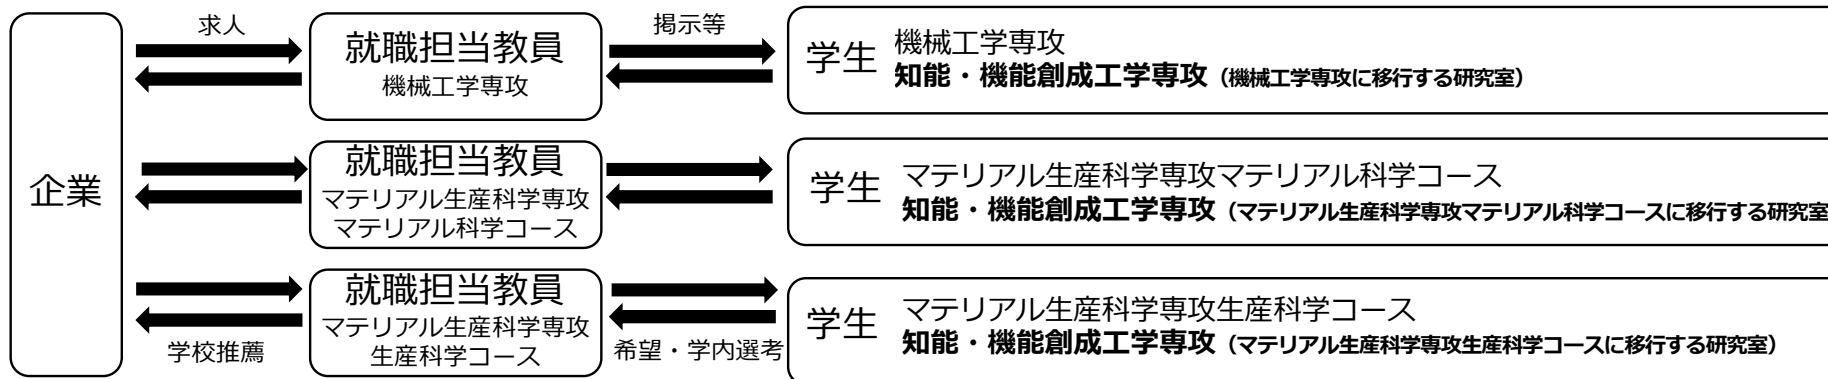 企業
求人
就職担当教員
機械工学専攻
掲示等
学生
機械工学専攻
知能・機能創成工学専攻（機械工学専攻に移行する研究室）
就職担当教員
マテリアル生産科学専攻
マテリアル科学コース
学生
マテリアル生産科学専攻マテリアル科学コース
知能・機能創成工学専攻（マテリアル生産科学専攻マテリアル科学コースに移行する研究室
学校推薦
就職担当教員
マテリアル生産科学専攻
生産科学コース
希望・学内選考
学生
マテリアル生産科学専攻生産科学コース
知能・機能創成工学専攻（マテリアル生産科学専攻生産科学コースに移行する研究室）